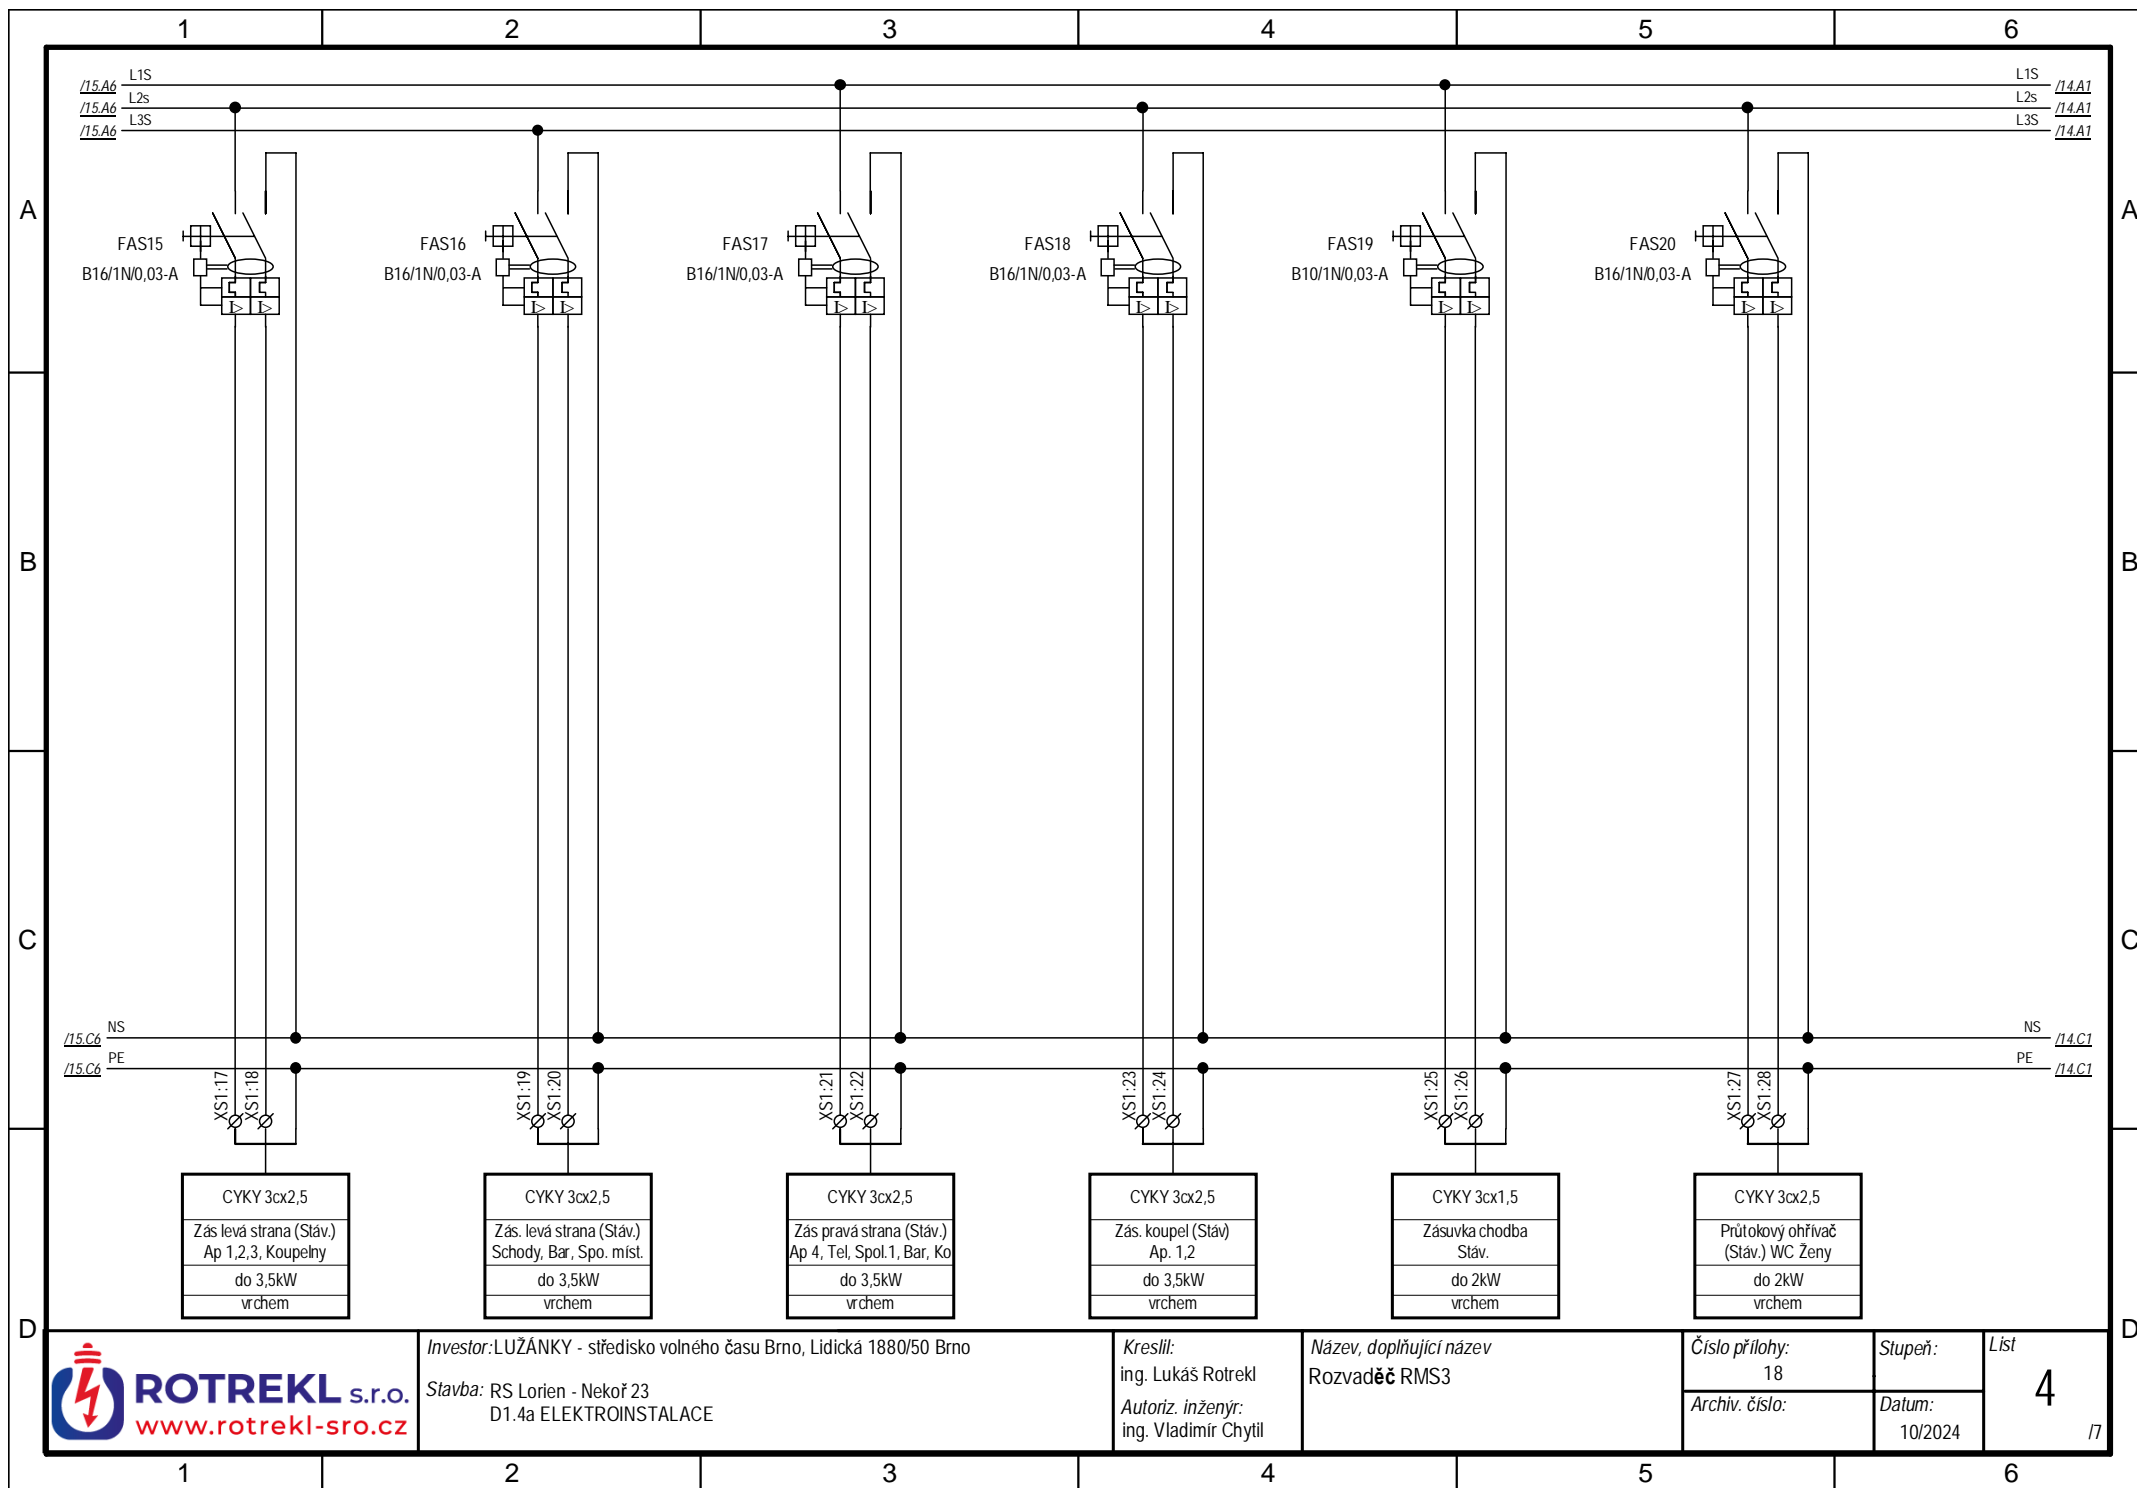 1 2 3 4 5 6
L1S L1S
/15.A6 /14.A1
L2s L2s
/15.A6 /14.A1
L3S L3S
/15.A6 /14.A1
A A
FAS15 FAS16 FAS17 FAS18 FAS19 FAS20
B16/1N/0,03-A B16/1N/0,03-A B16/1N/0,03-A B16/1N/0,03-A B10/1N/0,03-A B16/1N/0,03-A
I> I> I> I> I> I> I> I> I> I> I> I>
B B
C C
NS NS
/15.C6 /14.C1
PE PE
/15.C6 /14.C1
XS1:17 XS1:18 XS1:19 XS1:20 XS1:21 XS1:22 XS1:23 XS1:24 XS1:25 XS1:26 XS1:27 XS1:28
CYKY 3cx2,5
Zás levá strana (Stáv.)
Ap 1,2,3, Koupelny
do 3,5kW
vrchem
CYKY 3cx2,5
Zás. levá strana (Stáv.)
Schody, Bar, Spo. míst.
do 3,5kW
vrchem
CYKY 3cx2,5
Zás pravá strana (Stáv.)
Ap 4, Tel, Spol.1, Bar, Ko
do 3,5kW
vrchem
CYKY 3cx2,5
Zás. koupel (Stáv)
Ap. 1,2
do 3,5kW
vrchem
CYKY 3cx1,5
Zásuvka chodba
Stáv.
do 2kW
vrchem
CYKY 3cx2,5
Průtokový ohřívač
(Stáv.) WC Ženy
do 2kW
vrchem
D D
ROTREKL s.r.o.
www.rotrekl-sro.cz
Investor:LUŽÁNKY - středisko volného času Brno, Lidická 1880/50 Brno
Stavba: RS Lorien - Nekoř 23
D1.4a ELEKTROINSTALACE
Kreslil:
ing. Lukáš Rotrekl
Autoriz. inženýr:
ing. Vladimír Chytil
Název, doplňující název
Rozvaděč RMS3
Číslo přílohy:
18
Archiv. číslo:
Stupeň:
Datum:
10/2024
List
4
/7
1 2 3 4 5 6